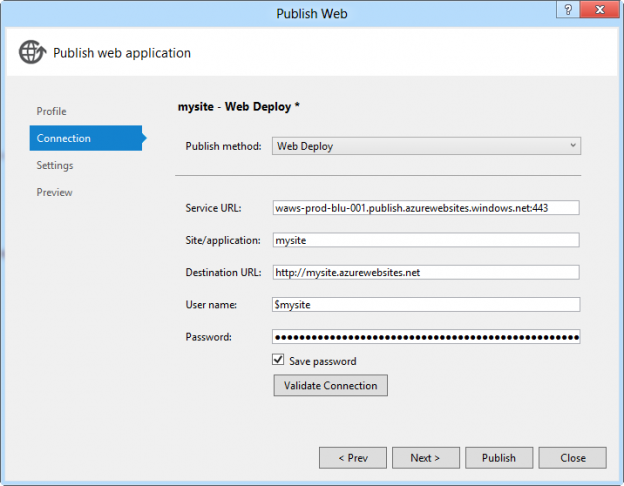 Publish Web
?
Publish web application
Profile
Connection
Settings
Preview
mysite - Web Deploy *
Publish method: Web Deploy
Service URL: waws-prod-blu-001.publish.azurewebsites.windows.net:443
Site/application: mysite
Destination URL: http://mysite.azurewebsites.net
User name: $mysite
Password: ●●●●●●●●●●●●●●●●●●●●●●●●●●●●●●●●●●●●●●●●●●●●●●●●●●
Save password
Validate Connection
< Prev
Next >
Publish
Close